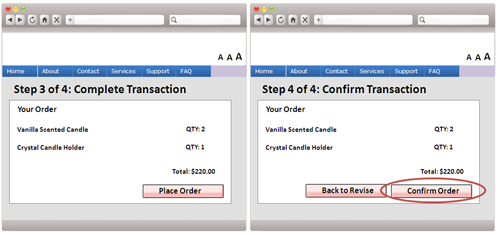 A A A
Home About Contact Services Support FAQ
Step 3 of 4: Complete Transaction
Your Order
Vanilla Scented Candle QTY: 2
Crystal Candle Holder QTY: 1
Total: $220.00
Place Order
A A A
Home About Contact Services Support FAQ
Step 4 of 4: Confirm Transaction
Your Order
Vanilla Scented Candle QTY: 2
Crystal Candle Holder QTY: 1
Total: $220.00
Back to Revise Confirm Order